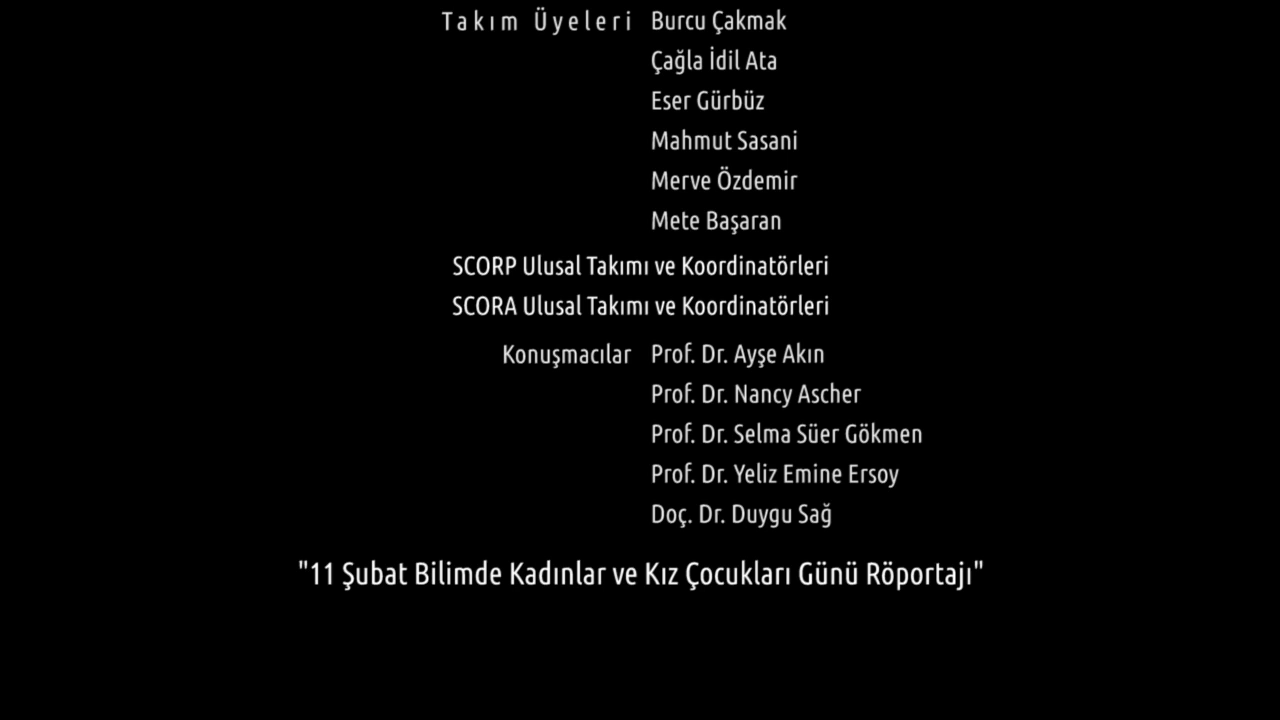 Takım Üyeleri Burcu Çakmak
Çağla İdil Ata
Eser Gürbüz
Mahmut Sasani
Merve Özdemir
Mete Başaran
SCORP Ulusal Takımı ve Koordinatörleri
SCORA Ulusal Takımı ve Koordinatörleri
Konuşmacılar Prof. Dr. Ayşe Akın
Prof. Dr. Nancy Ascher
Prof. Dr. Selma Süer Gökmen
Prof. Dr. Yeliz Emine Ersoy
Doç. Dr. Duygu Sağ
"11 Şubat Bilimde Kadınlar ve Kız Çocukları Günü Röportajı"